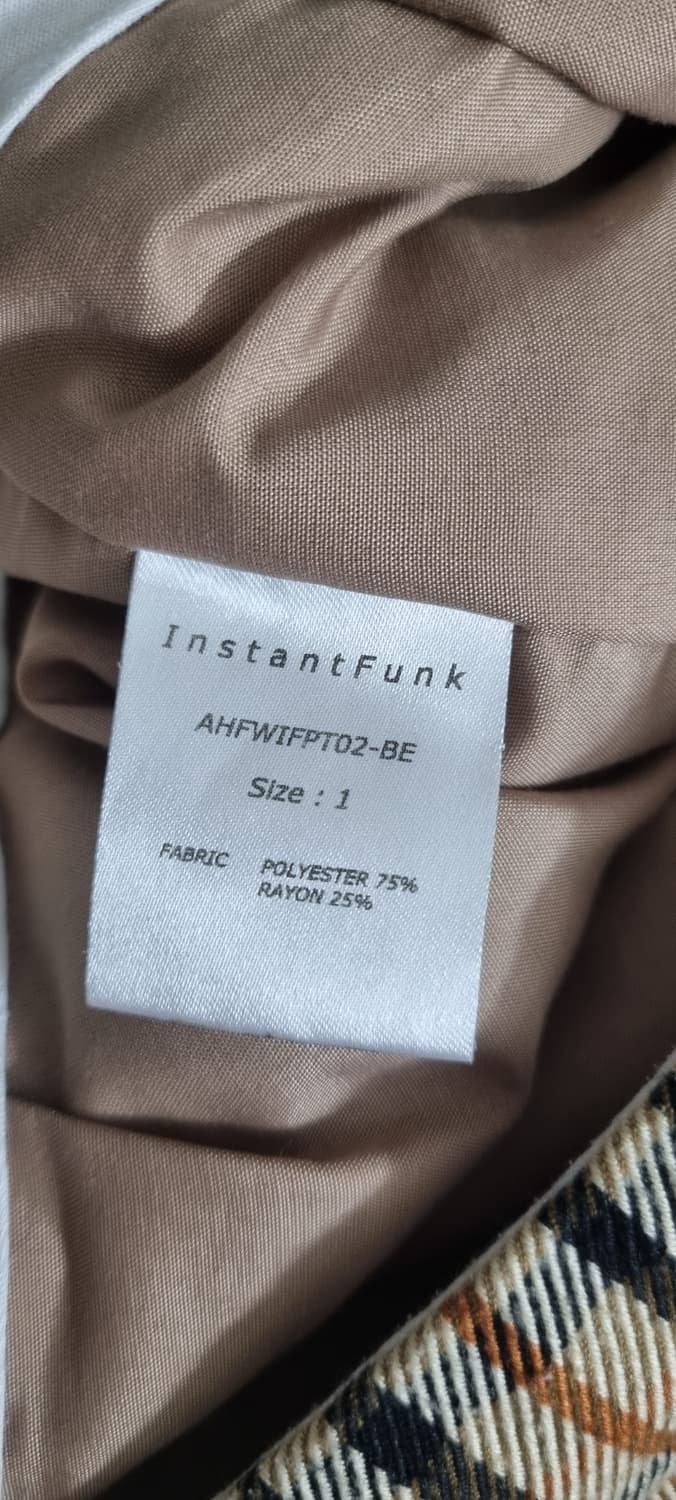 InstantFunk
AHFWIFPT02-BE
Size : 1
FABRIC POLYESTER 75%
RAYON 25%